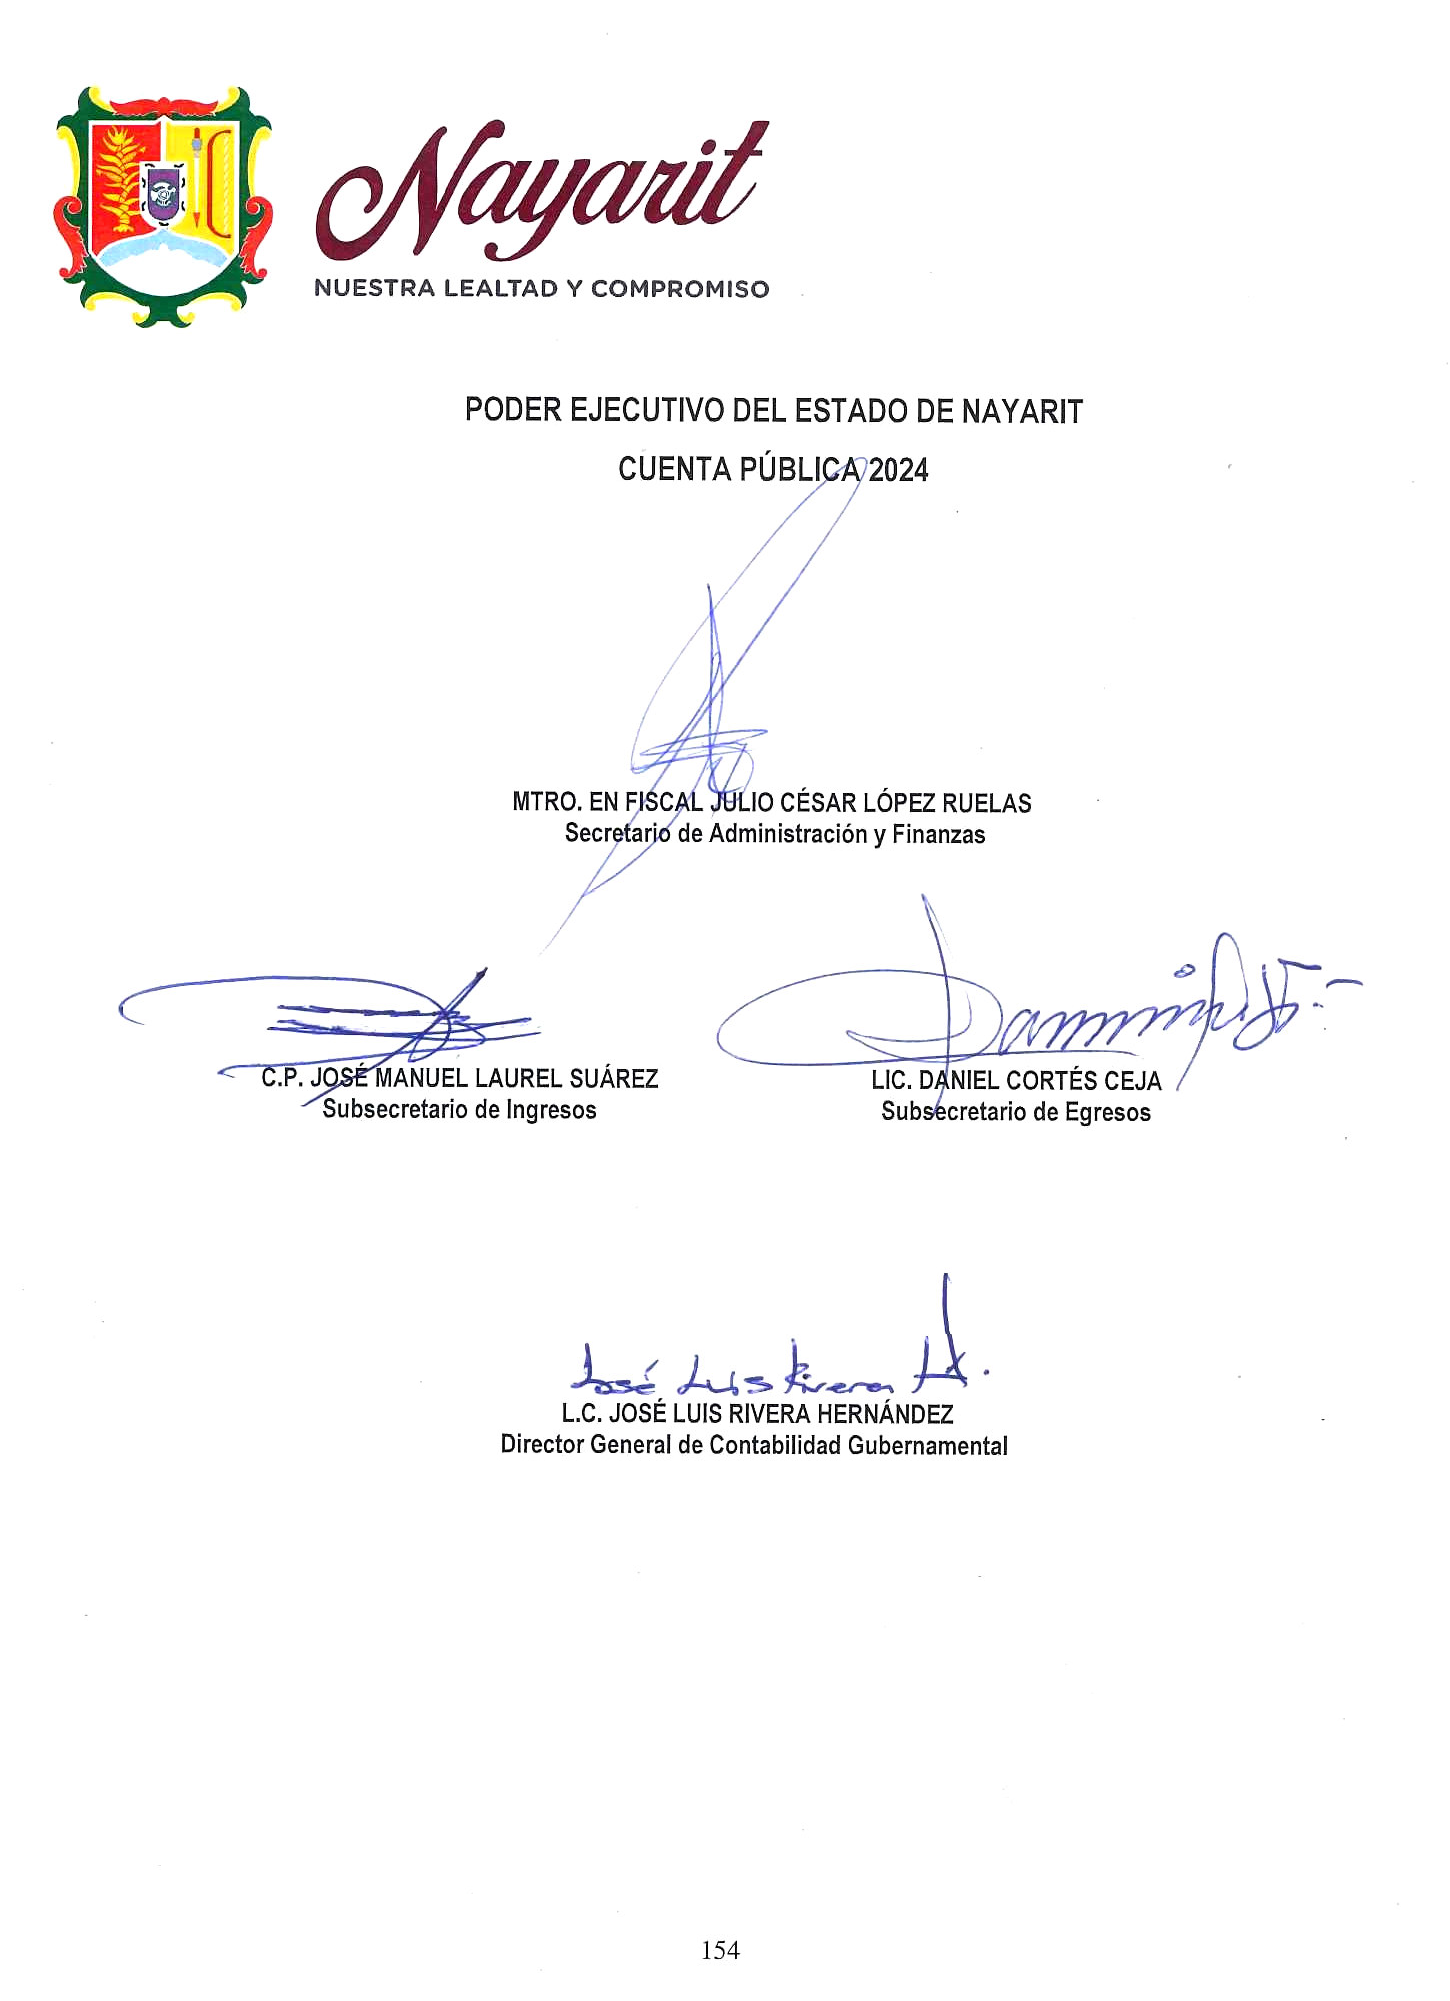 Nayarit
NUESTRA LEALTAD Y COMPROMISO
PODER EJECUTIVO DEL ESTADO DE NAYARIT
CUENTA PÚBLICA 2024
MTRO. EN FISCAL JULIO CÉSAR LÓPEZ RUELAS
Secretario de Administración y Finanzas
C.P. JOSÉ MANUEL LAUREL SUÁREZ
Subsecretario de Ingresos
LIC. DANIEL CORTÉS CEJA
Subsecretario de Egresos
José Luis Rivera H.
L.C. JOSÉ LUIS RIVERA HERNÁNDEZ
Director General de Contabilidad Gubernamental
154